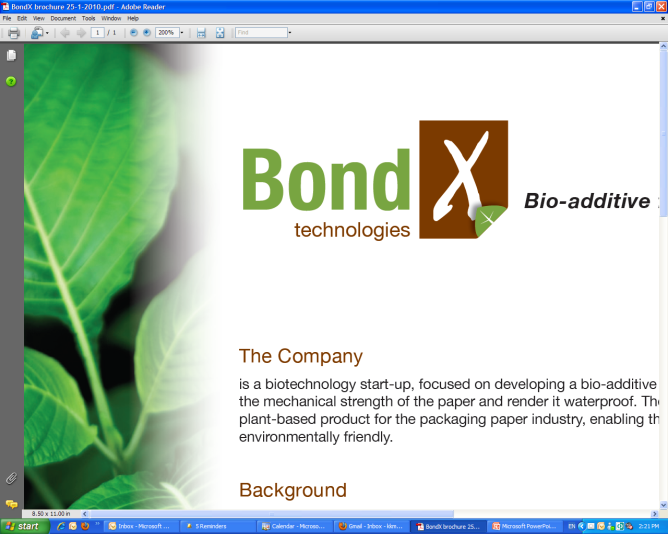 BondX brochure 25-1-2010.pdf - Adobe Reader
File Edit View Document Tools Window Help
1 / 1 200% Find
Bond X
technologies
Bio-additive
The Company
is a biotechnology start-up, focused on developing a bio-additive
the mechanical strength of the paper and render it waterproof. The
plant-based product for the packaging paper industry, enabling th
environmentally friendly.
Background
8.50 x 11.00 in
start Inbox - Microsoft ... 5 Reminders Calendar - Microso... Gmail - Inbox - BondX brochure 25... Microsoft PowerPoi... EN 2:21 PM